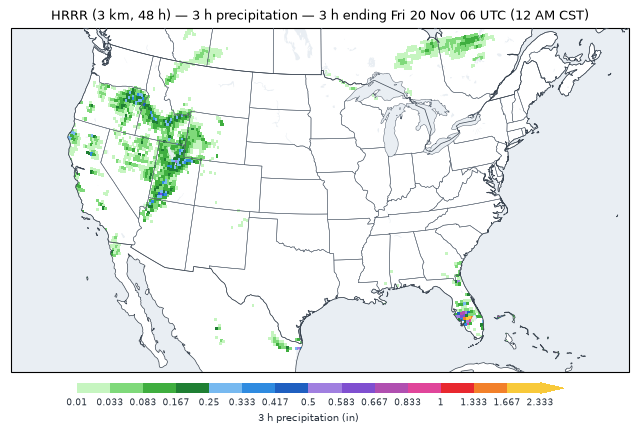 HRRR (3 km, 48 h) — 3 h precipitation — 3 h ending Fri 20 Nov 06 UTC (12 AM CST)
0.01 0.033 0.083 0.167 0.25 0.333 0.417 0.5 0.583 0.667 0.833 1 1.333 1.667 2.333
3 h precipitation (in)